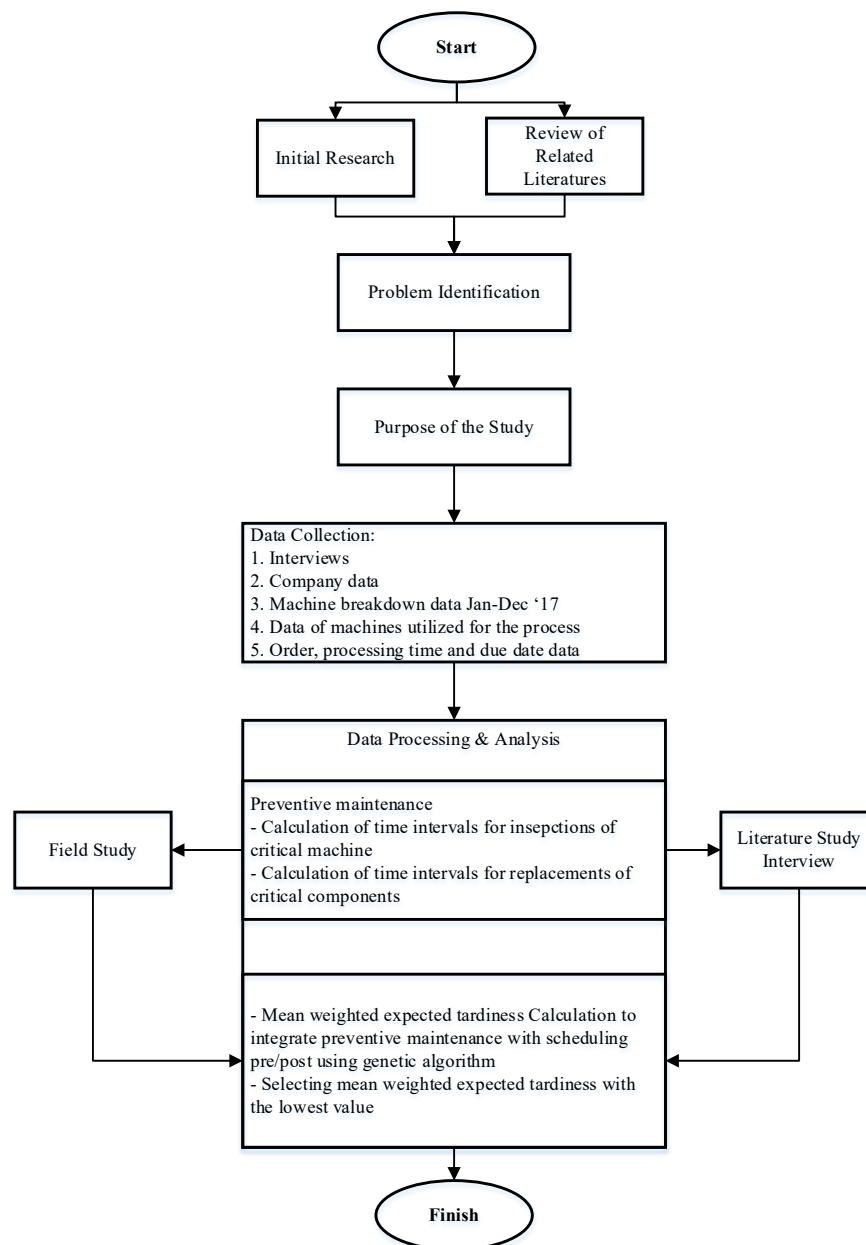 Start
Initial Research
Review of
Related
Literatures
Problem Identification
Purpose of the Study
Data Collection:
1. Interviews
2. Company data
3. Machine breakdown data Jan-Dec ‘17
4. Data of machines utilized for the process
5. Order, processing time and due date data
Data Processing & Analysis
Preventive maintenance
- Calculation of time intervals for insepctions of
critical machine
- Calculation of time intervals for replacements of
critical components
Field Study
Literature Study
Interview
- Mean weighted expected tardiness Calculation to
integrate preventive maintenance with scheduling
pre/post using genetic algorithm
- Selecting mean weighted expected tardiness with
the lowest value
Finish